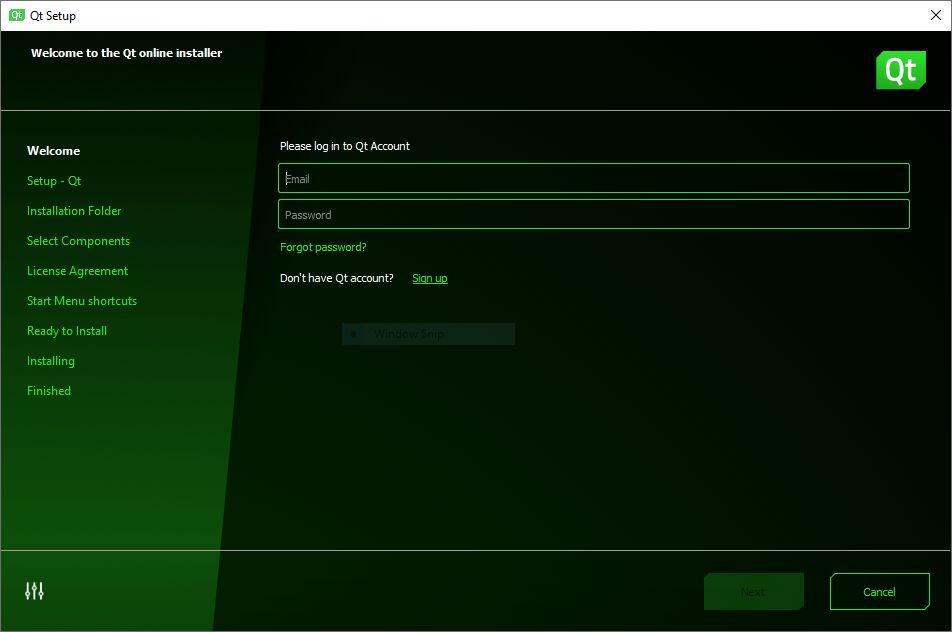 Qt Qt Setup
Welcome to the Qt online installer
Qt
Welcome
Setup - Qt
Installation Folder
Select Components
License Agreement
Start Menu shortcuts
Ready to Install
Installing
Finished
Please log in to Qt Account
Email
Password
Forgot password?
Don't have Qt account? Sign up
Window Snip
Next
Cancel